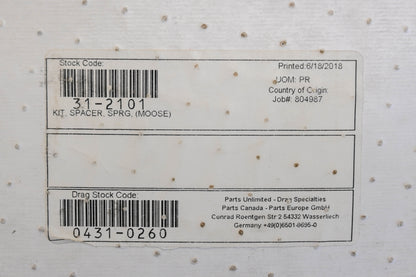 Stock Code:
Printed:6/18/2018
31-2101
UOM: PR
Country of Origin:
Job#: 804987
KIT, SPACER, SPRG, (MOOSE)
Drag Stock Code:
0431-0260
Parts Unlimited - Drag Specialties
Parts Canada - Parts Europe GmbH
Conrad Roentgen Str 2 54332 Wasserliech
Germany +49(0)6501-9695-0